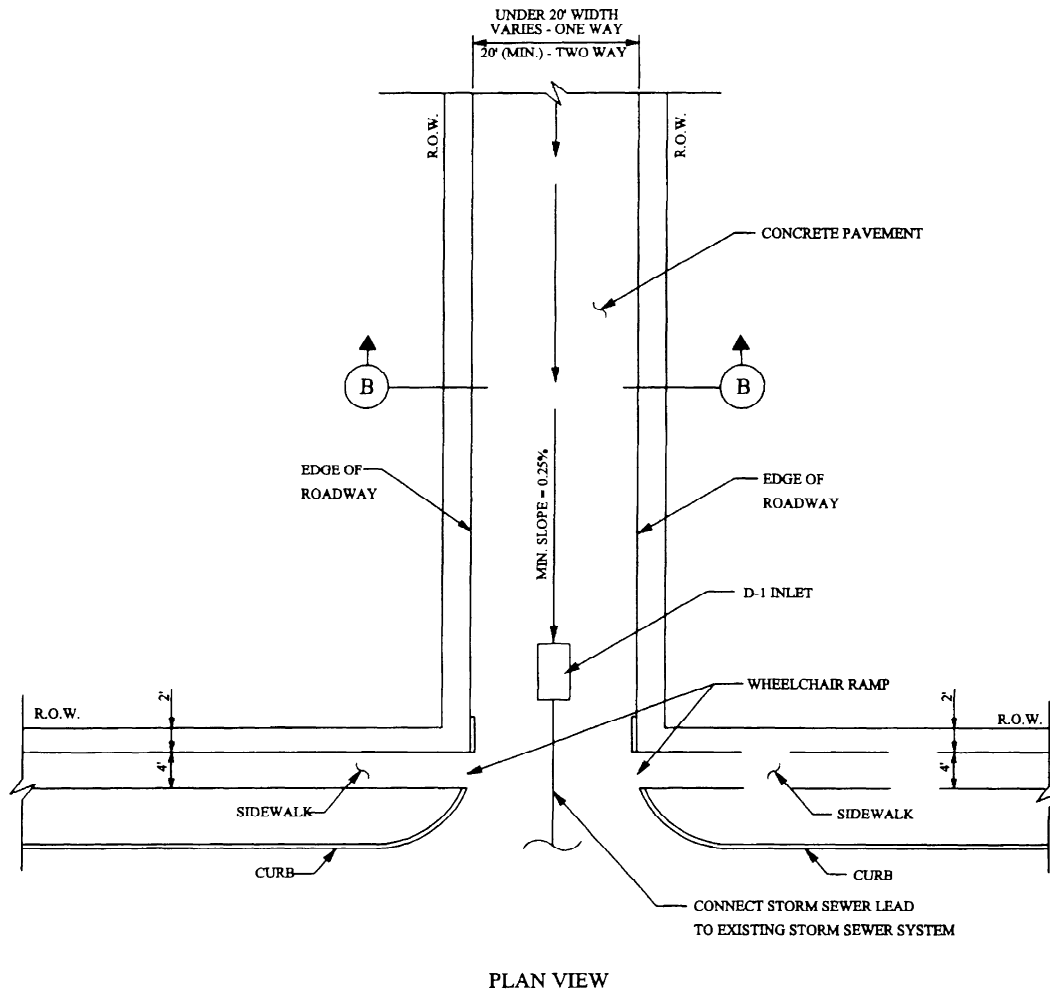 UNDER 20' WIDTH
VARIES - ONE WAY
20' (MIN.) - TWO WAY
R.O.W.
R.O.W.
CONCRETE PAVEMENT
B
B
EDGE OF
ROADWAY
EDGE OF
ROADWAY
MIN. SLOPE = 0.25%
D-1 INLET
WHEELCHAIR RAMP
R.O.W.
2'
2'
R.O.W.
4'
4'
SIDEWALK
SIDEWALK
CURB
CURB
CONNECT STORM SEWER LEAD
TO EXISTING STORM SEWER SYSTEM
PLAN VIEW